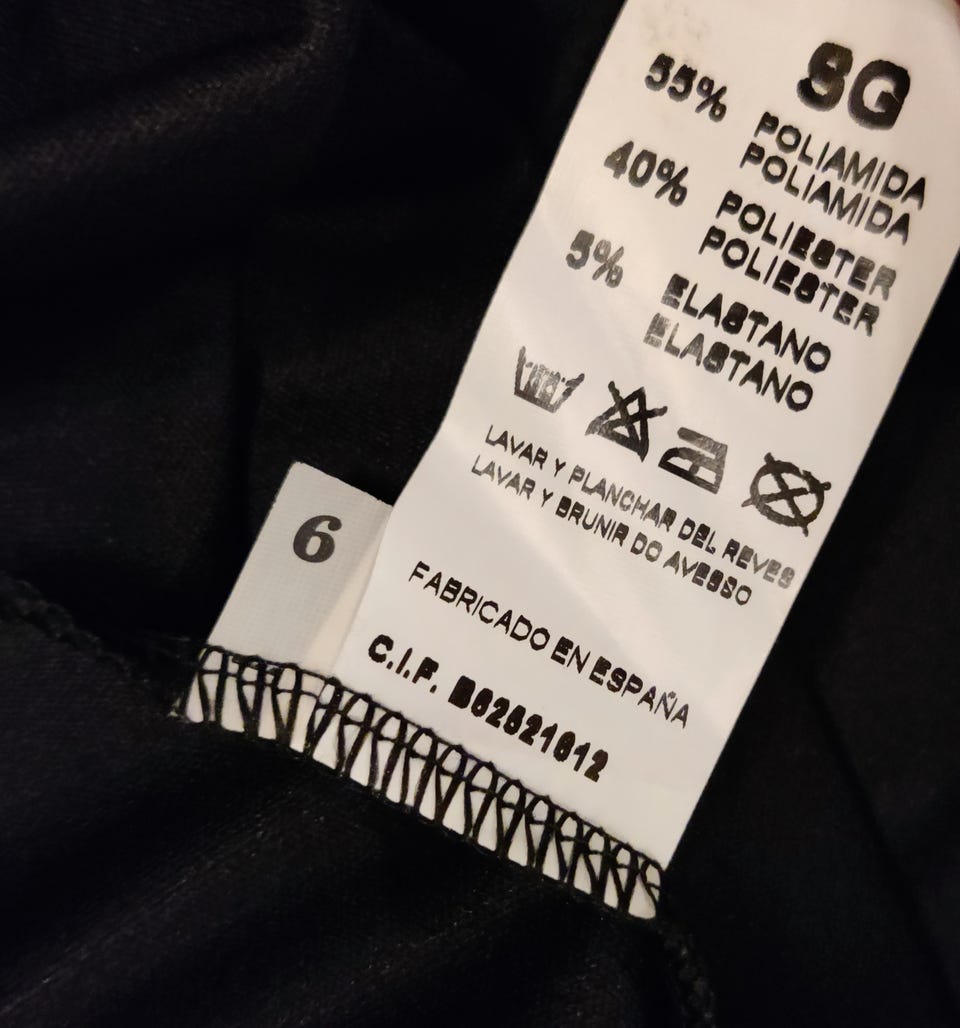 SG
55% POLIAMIDA
POLIAMIDA
40% POLIESTER
POLIESTER
5% ELASTANO
ELASTANO
LAVAR Y PLANCHAR DEL REVES
LAVAR Y BRUNIR DO AVESSO
FABRICADO EN ESPAÑA
C.I.F.
6